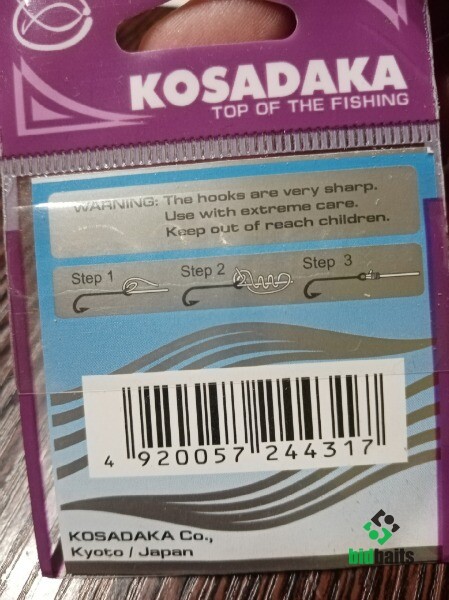 KOSADAKA
TOP OF THE FISHING
WARNING: The hooks are very sharp.
Use with extreme care.
Keep out of reach children.
Step 1
Step 2
Step 3
4 920057 244317
KOSADAKA Co.,
Kyoto / Japan
bidbaits